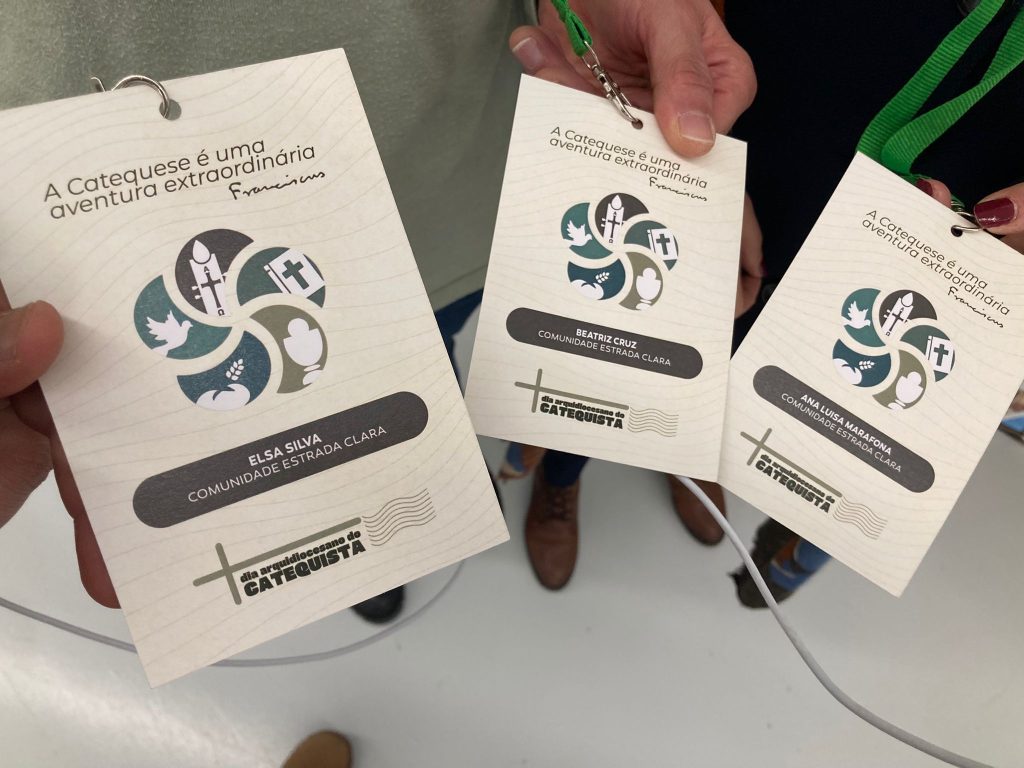 A Catequese é uma
aventura extraordinária
Franciscus
ELSA SILVA
COMUNIDADE ESTRADA CLARA
dia arquidiocesano do
CATEQUISTA
A Catequese é uma
aventura extraordinária
Franciscus
BEATRIZ CRUZ
COMUNIDADE ESTRADA CLARA
dia arquidiocesano do
CATEQUISTA
A Catequese é uma
aventura extraordinária
Franciscus
ANA LUISA MARAFONA
COMUNIDADE ESTRADA CLARA
dia arquidiocesano do
CATEQUISTA